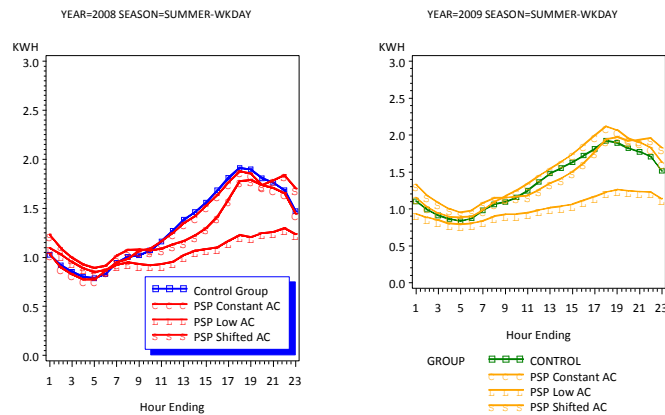 YEAR=2008 SEASON=SUMMER-WKDAY
KWH
3.0
2.5
2.0
1.5
1.0
0.5
0.0
1 3 5 7 9 11 13 15 17 19 21 23
Hour Ending
Control Group
C C C PSP Constant AC
L L L PSP Low AC
S S S PSP Shifted AC
YEAR=2009 SEASON=SUMMER-WKDAY
KWH
3.0
2.5
2.0
1.5
1.0
0.5
0.0
1 3 5 7 9 11 13 15 17 19 21 23
Hour Ending
GROUP
CONTROL
C C C PSP Constant AC
L L L PSP Low AC
S S S PSP Shifted AC